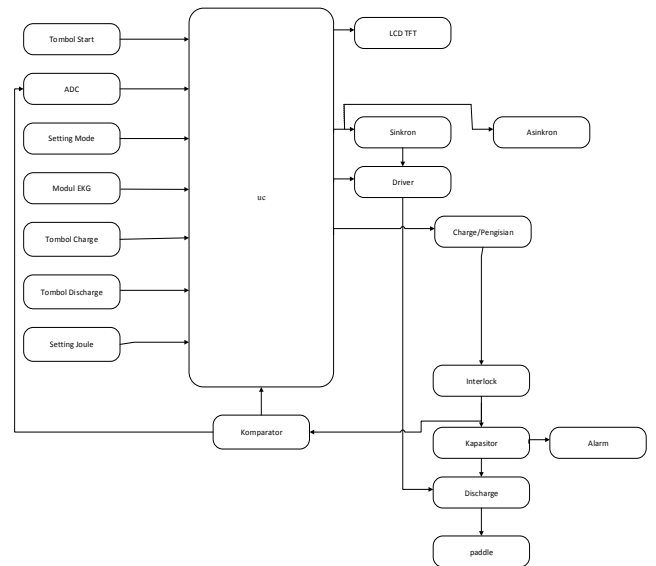 Tombol Start
ADC
Setting Mode
Modul EKG
Tombol Charge
Tombol Discharge
Setting Joule
uc
Komparator
LCD TFT
Sinkron
Asinkron
Driver
Charge/Pengisian
Interlock
Kapasitor
Alarm
Discharge
paddle